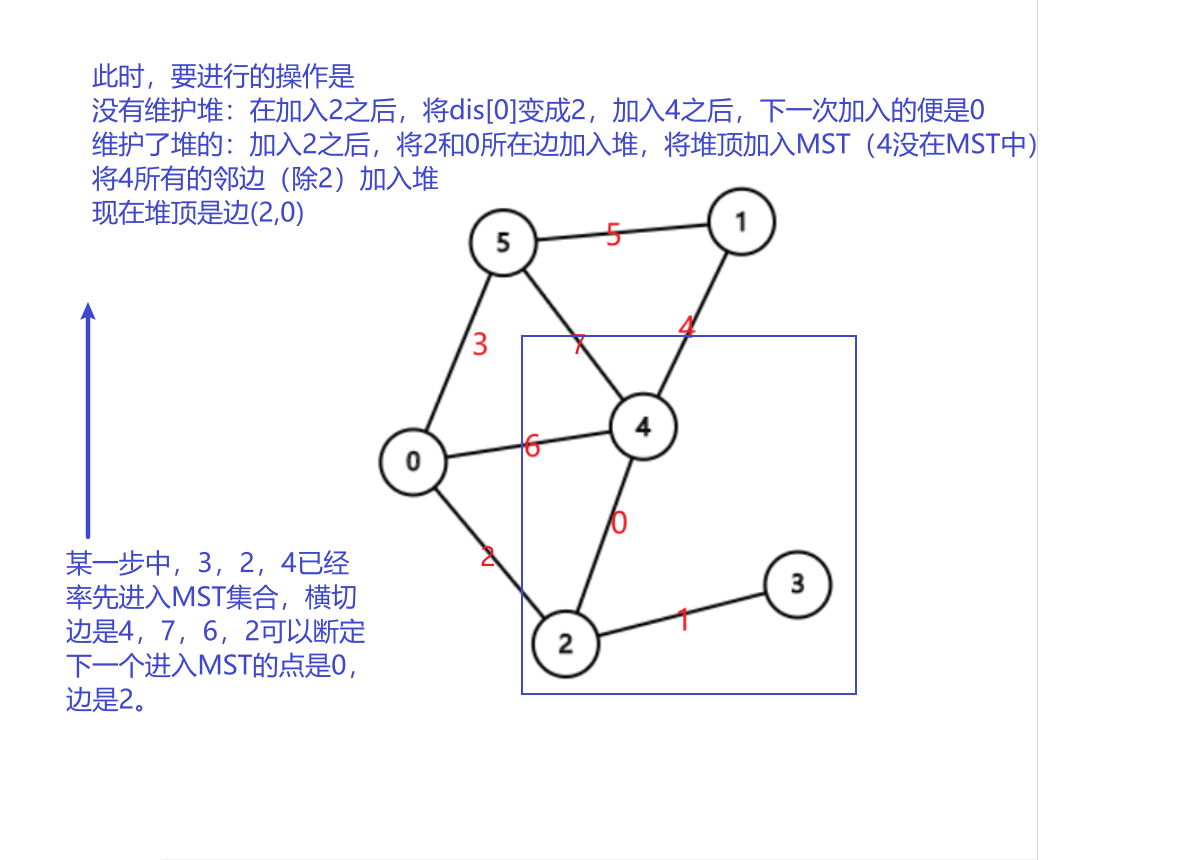 此时，要进行的操作是
没有维护堆：在加入2之后，将dis[0]变成2，加入4之后，下一次加入的便是0
维护了堆的：加入2之后，将2和0所在边加入堆，将堆顶加入MST（4没在MST中）
将4所有的邻边（除2）加入堆
现在堆顶是边(2,0)
5
5
1
3
7
4
4
0
6
0
2
3
1
2
某一步中，3，2，4已经
率先进入MST集合，横切
边是4，7，6，2可以断定
下一个进入MST的点是0，
边是2。